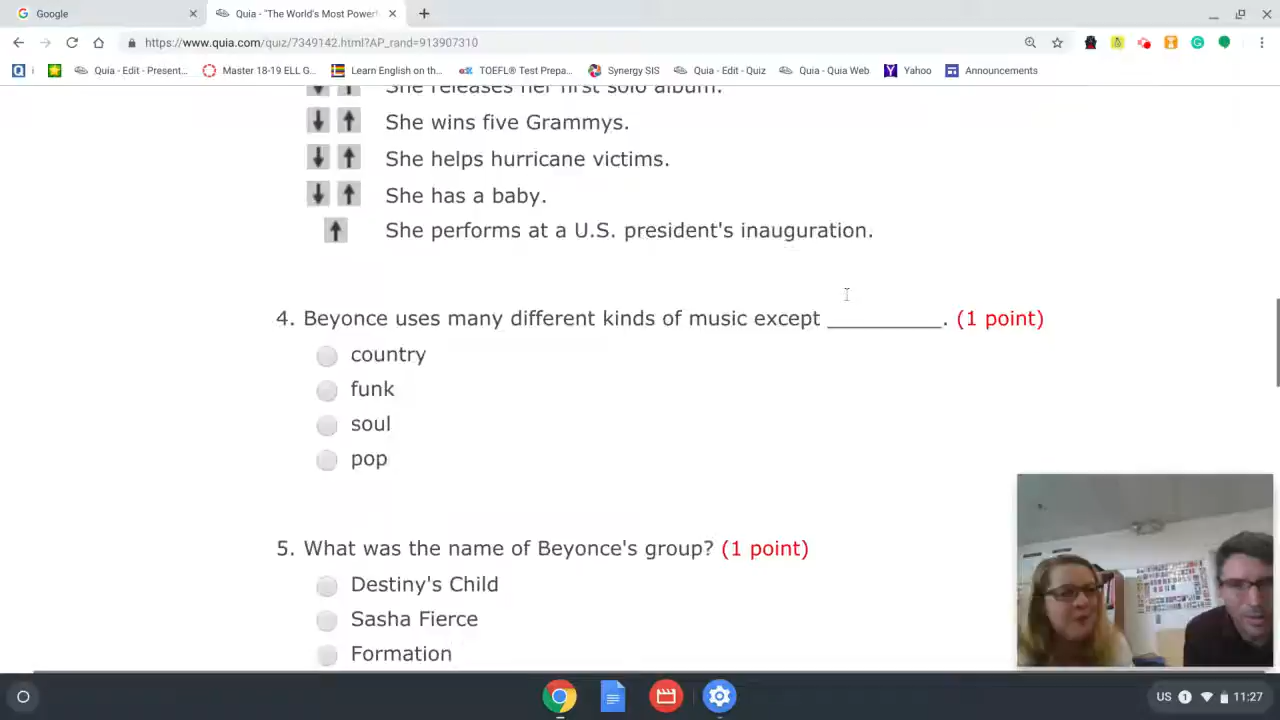 Google
Quia - "The World's Most Powerf
https://www.quia.com/quiz/7349142.html?AP_rand=913907310
i
Quia - Edit - Present...
Master 18-19 ELL G...
Learn English on th...
TOEFL® Test Prepa...
Synergy SIS
Quia - Edit - Quiz
Quia - Quia Web
Yahoo
Announcements
She releases her first solo album.
She wins five Grammys.
She helps hurricane victims.
She has a baby.
She performs at a U.S. president's inauguration.
4. Beyonce uses many different kinds of music except __________. (1 point)
country
funk
soul
pop
5. What was the name of Beyonce's group? (1 point)
Destiny's Child
Sasha Fierce
Formation
US 1 11:27